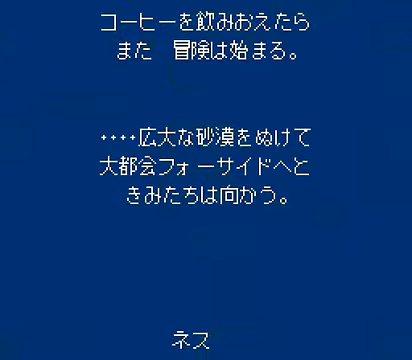 コーヒーを飲みおえたら
また　冒険は始まる。
････広大な砂漠をぬけて
大都会フォーサイドへと
きみたちは向かう。
ネス